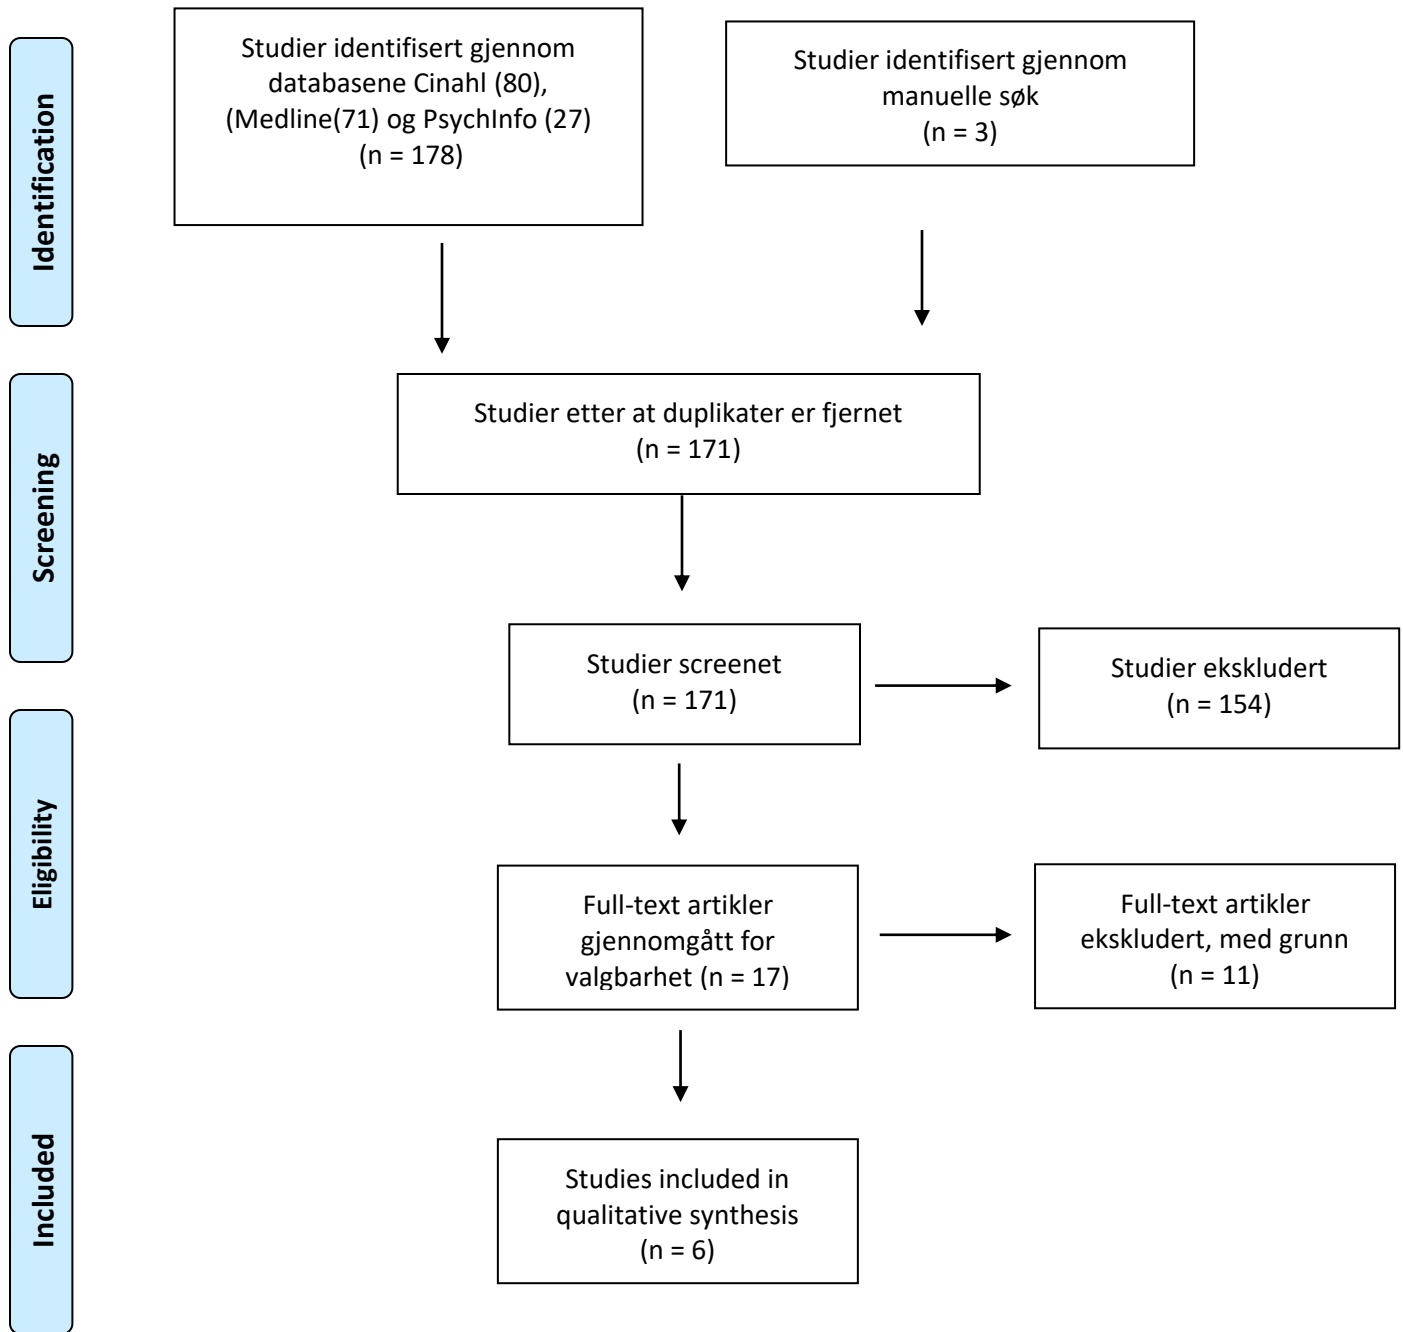 Identification
Studier identifisert gjennom
databasene Cinahl (80),
(Medline(71) og PsychInfo (27)
(n = 178)
Studier identifisert gjennom
manuelle søk
(n = 3)
Screening
Studier etter at duplikater er fjernet
(n = 171)
Studier screenet
(n = 171)
Studier ekskludert
(n = 154)
Eligibility
Full-text artikler
gjennomgått for
valgbarhet (n = 17)
Full-text artikler
ekskludert, med grunn
(n = 11)
Included
Studies included in
qualitative synthesis
(n = 6)